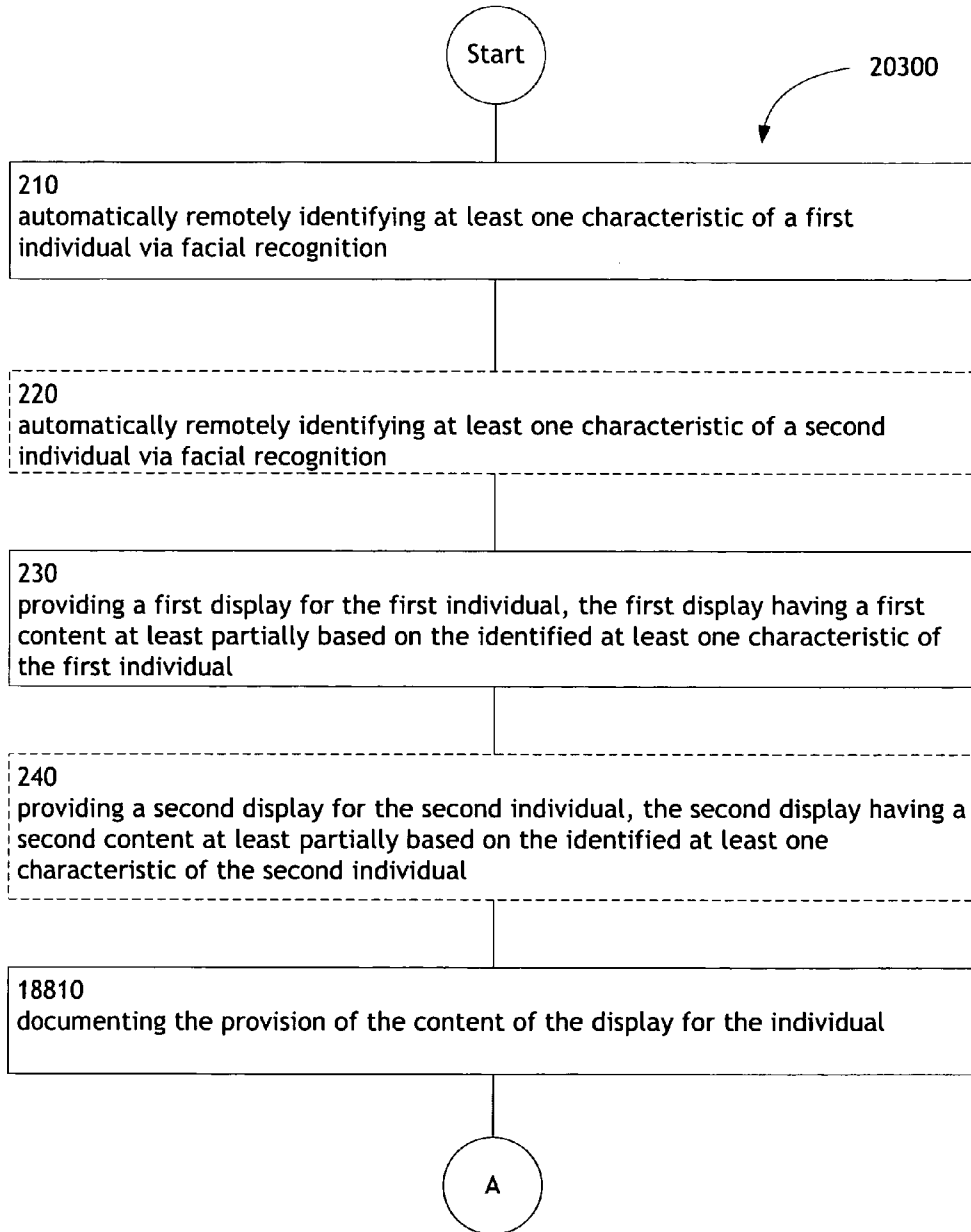 Start
20300
210
automatically remotely identifying at least one characteristic of a first
individual via facial recognition
220
automatically remotely identifying at least one characteristic of a second
individual via facial recognition
230
providing a first display for the first individual, the first display having a first
content at least partially based on the identified at least one characteristic of
the first individual
240
providing a second display for the second individual, the second display having a
second content at least partially based on the identified at least one
characteristic of the second individual
18810
documenting the provision of the content of the display for the individual
A